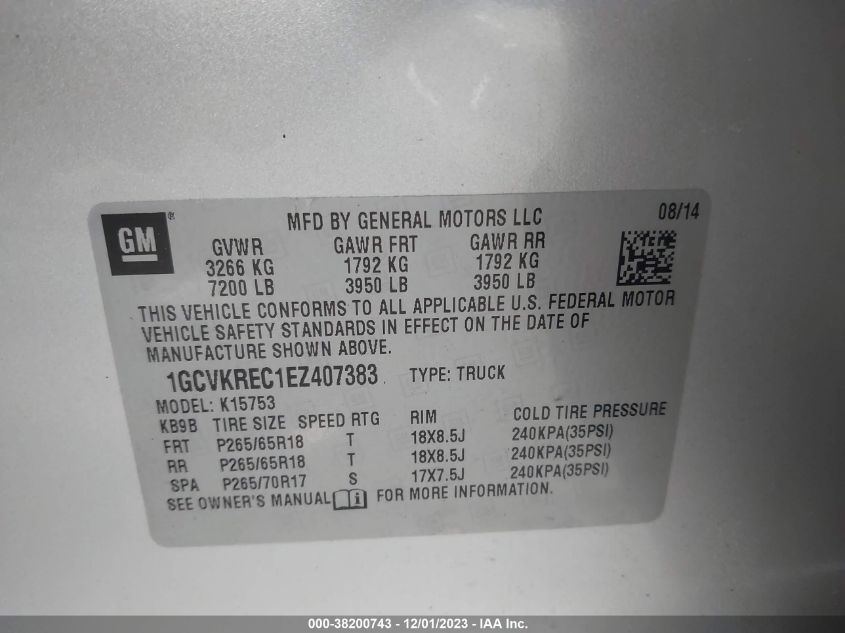 GM ® MFD BY GENERAL MOTORS LLC 08/14
GVWR GAWR FRT GAWR RR
3266 KG 1792 KG 1792 KG
7200 LB 3950 LB 3950 LB
THIS VEHICLE CONFORMS TO ALL APPLICABLE U.S. FEDERAL MOTOR
VEHICLE SAFETY STANDARDS IN EFFECT ON THE DATE OF
MANUFACTURE SHOWN ABOVE.
1GCVKREC1EZ407383 TYPE: TRUCK
MODEL: K15753
KB9B TIRE SIZE SPEED RTG RIM COLD TIRE PRESSURE
FRT P265/65R18 T 18X8.5J 240KPA(35PSI)
RR P265/65R18 T 18X8.5J 240KPA(35PSI)
SPA P265/70R17 S 17X7.5J 240KPA(35PSI)
SEE OWNER'S MANUAL i FOR MORE INFORMATION.
000-38200743 - 12/01/2023 - IAA Inc.